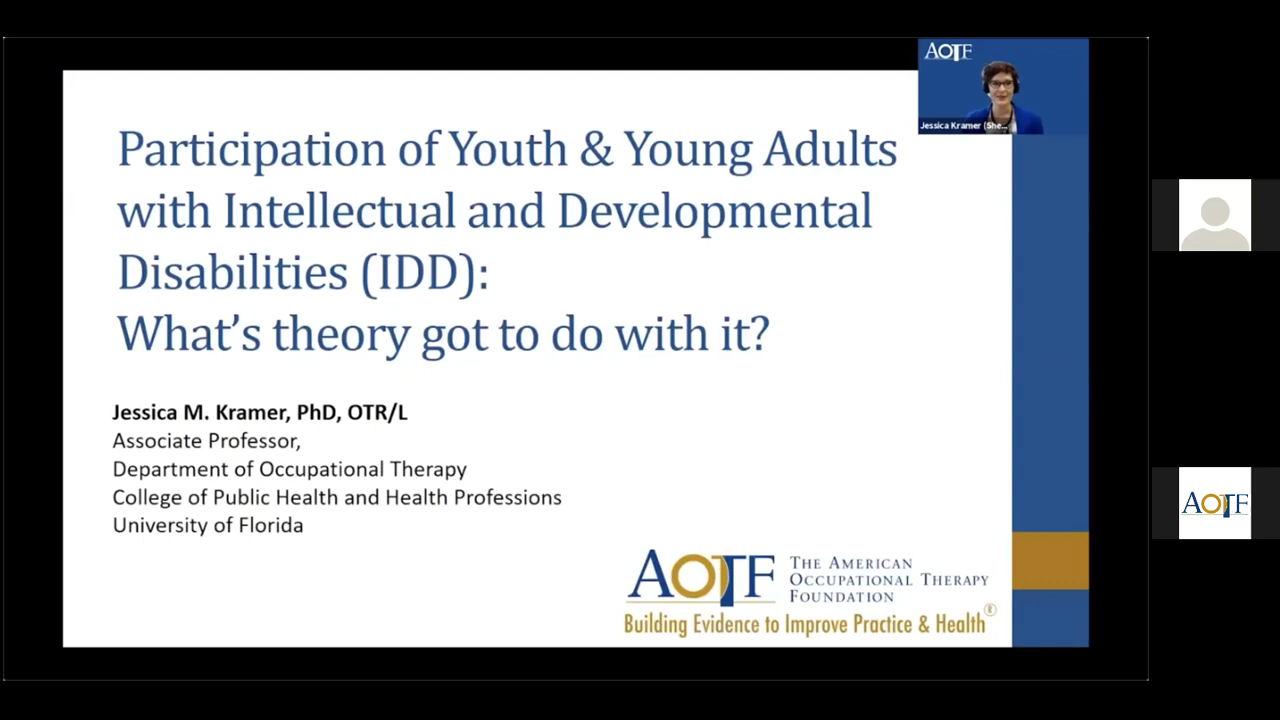 AOTF
Jessica Kramer (She...
Participation of Youth & Young Adults
with Intellectual and Developmental
Disabilities (IDD):
What's theory got to do with it?
Jessica M. Kramer, PhD, OTR/L
Associate Professor,
Department of Occupational Therapy
College of Public Health and Health Professions
University of Florida
AOTF
THE AMERICAN
OCCUPATIONAL THERAPY
FOUNDATION
Building Evidence to Improve Practice & Health®
AOTF